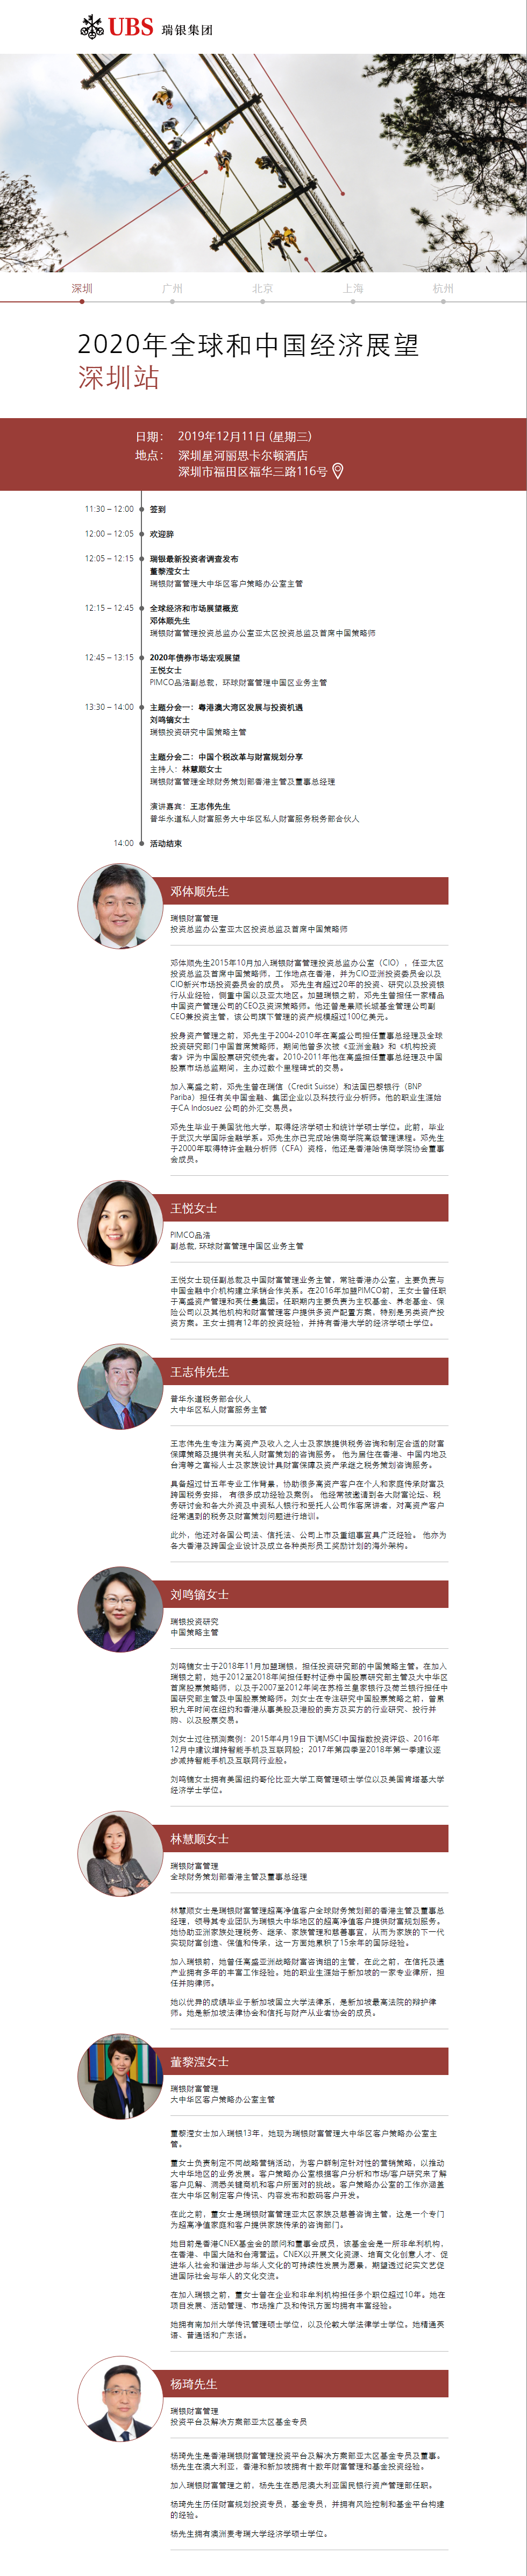 UBS 瑞银集团
深圳 广州 北京 上海 杭州
2020年全球和中国经济展望
深圳站
日期： 2019年12月11日 (星期三)
地点： 深圳星河丽思卡尔顿酒店
深圳市福田区福华三路116号
11:30 – 12:00 签到
12:00 – 12:05 欢迎辞
12:05 – 12:15 瑞银最新投资者调查发布
董黎滢女士
瑞银财富管理大中华区客户策略办公室主管
12:15 – 12:45 全球经济和市场展望概览
邓体顺先生
瑞银财富管理投资总监办公室亚太区投资总监及首席中国策略师
12:45 – 13:15 2020年债券市场宏观展望
王悦女士
PIMCO品浩副总裁，环球财富管理中国区业务主管
13:30 – 14:00 主题分会一：粤港澳大湾区发展与投资机遇
刘鸣镝女士
瑞银投资研究中国策略主管
主题分会二：中国个税改革与财富规划分享
主持人：林慧顺女士
瑞银财富管理全球财务策划部香港主管及董事总经理
演讲嘉宾：王志伟先生
普华永道私人财富服务大中华区私人财富服务税务部合伙人
14:00 活动结束
邓体顺先生
瑞银财富管理
投资总监办公室亚太区投资总监及首席中国策略师
邓体顺先生2015年10月加入瑞银财富管理投资总监办公室（CIO），任亚太区
投资总监及首席中国策略师，工作地点在香港，并为CIO亚洲投资委员会以及
CIO新兴市场投资委员会的成员。 邓先生有超过20年的投资、研究以及投资银
行从业经验，侧重中国以及亚太地区。加盟瑞银之前，邓先生曾担任一家精品
中国资产管理公司的CEO及资深策略师。他还曾是景顺长城基金管理公司副
CEO兼投资主管，该公司旗下管理的资产规模超过100亿美元。
投身资产管理之前，邓先生于2004-2010年在高盛公司担任董事总经理及全球
投资研究部门中国首席策略师，期间他曾多次被《亚洲金融》和《机构投资
者》评为中国股票研究领先者。2010-2011年他在高盛担任董事总经理及中国
股票市场总监期间，主办过数个里程碑式的交易。
加入高盛之前，邓先生曾在瑞信（Credit Suisse）和法国巴黎银行（BNP
Pariba）担任有关中国金融、集团企业以及科技行业分析师。他的职业生涯始
于CA Indosuez 公司的外汇交易员。
邓先生毕业于美国犹他大学，取得经济学硕士和统计学硕士学位。此前，毕业
于武汉大学国际金融学系。邓先生亦已完成哈佛商学院高级管理课程。邓先生
于2000年取得特许金融分析师（CFA）资格，他还是香港哈佛商学院协会董事
会成员。
王悦女士
PIMCO品浩
副总裁, 环球财富管理中国区业务主管
王悦女士现任副总裁及中国财富管理业务主管，常驻香港办公室，主要负责与
中国金融中介机构建立承销合作关系。在2016年加盟PIMCO前，王女士曾任职
于高盛资产管理和英仕曼集团。任职期内主要负责为主权基金、养老基金、保
险公司以及其他机构和财富管理客户提供多资产配置方案，特别是另类资产投
资方案。王女士拥有12年的投资经验，并持有香港大学的经济学硕士学位。
王志伟先生
普华永道税务部合伙人
大中华区私人财富服务主管
王志伟先生专注为高资产及收入之人士及家族提供税务咨询和制定合适的财富
保障策略及提供有关私人财富策划的咨询服务。 他为居住在香港、中国内地及
台湾等之富裕人士及家族设计具财富保障及资产承继之税务策划咨询服务。
具备超过廿五年专业工作背景，协助很多高资产客户在个人和家庭传承财富及
跨国税务安排， 有很多成功经验及案例。 他经常被邀请到各大财富论坛、税
务研讨会和各大外资及中资私人银行和受托人公司作客席讲者，对高资产客户
经常遇到的税务及财富策划问题进行培训。
此外，他还对各国公司法、信托法、公司上市及重组事宜具广泛经验。 他亦为
各大香港及跨国企业设计及成立各种类形员工奖励计划的海外架构。
刘鸣镝女士
瑞银投资研究
中国策略主管
刘鸣镝女士于2018年11月加盟瑞银，担任投资研究部的中国策略主管。在加入
瑞银之前，她于2012至2018年间担任野村证券中国股票研究部主管及大中华区
首席股票策略师，以及于2007至2012年间在苏格兰皇家银行及荷兰银行担任中
国研究部主管及中国股票策略师。刘女士在专注研究中国股票策略之前，曾累
积九年时间在纽约和香港从事美股及港股的卖方及买方的行业研究、投行并
购、以及股票交易。
刘女士过往预测案例：2015年4月19日下调MSCI中国指数投资评级、2016年
12月中建议增持智能手机及互联网股；2017年第四季至2018年第一季建议逐
步减持智能手机及互联网行业股。
刘鸣镝女士拥有美国纽约哥伦比亚大学工商管理硕士学位以及美国肯塔基大学
经济学士学位。
林慧顺女士
瑞银财富管理
全球财务策划部香港主管及董事总经理
林慧顺女士是瑞银财富管理超高净值客户全球财务策划部的香港主管及董事总
经理，领导其专业团队为瑞银大中华地区的超高净值客户提供财富规划服务。
她协助亚洲家族处理税务、继承、家族管理和慈善事宜，从而为家族的下一代
实现财富创造、保值和传承，这一方面她累积了15余年的国际经验。
加入瑞银前，她曾任高盛亚洲战略财富咨询组的主管，在此之前，在信托及遗
产业拥有多年的丰富工作经验。她的职业生涯始于新加坡的一家专业律所，担
任并购律师。
她以优异的成绩毕业于新加坡国立大学法律系，是新加坡最高法院的辩护律
师。她是新加坡法律协会和信托与财产从业者协会的成员。
董黎滢女士
瑞银财富管理
大中华区客户策略办公室主管
董黎滢女士加入瑞银13年，她现为瑞银财富管理大中华区客户策略办公室主
管。
董女士负责制定不同战略营销活动，为客户群制定针对性的营销策略，以推动
大中华地区的业务发展。客户策略办公室根据客户分析和市场/客户研究来了解
客户见解、洞悉关键商机和客户所面对的挑战。客户策略办公室的工作亦涵盖
在大中华区制定客户传讯、内容发布和数码客户开发。
在此之前，董女士是瑞银财富管理亚太区家族及慈善咨询主管，这是一个专门
为超高净值家庭和客户提供家族传承的咨询部门。
她目前是香港CNEX基金会的顾问和董事会成员，该基金会是一所非牟利机构，
在香港、中国大陆和台湾营运。CNEX以开展文化资源、培育文化创意人才、促
进华人社会和谐进步与华人文化的可持续性发展为愿景，期望透过纪实文艺促
进国际社会与华人的文化交流。
在加入瑞银之前，董女士曾在企业和非牟利机构担任多个职位超过10年。她在
项目发展、活动管理、市场推广及和传讯方面均拥有丰富经验。
她拥有南加州大学传讯管理硕士学位，以及伦敦大学法律学士学位。她精通英
语、普通话和广东话。
杨琦先生
瑞银财富管理
投资平台及解决方案部亚太区基金专员
杨琦先生是香港瑞银财富管理投资平台及解决方案部亚太区基金专员及董事。
杨先生在澳大利亚，香港和新加坡拥有十数年财富管理和基金投资经验。
加入瑞银财富管理之前，杨先生在悉尼澳大利亚国民银行资产管理部任职。
杨琦先生历任财富规划投资专员，基金专员，并拥有风险控制和基金平台构建
的经验。
杨先生拥有澳洲麦考瑞大学经济学硕士学位。